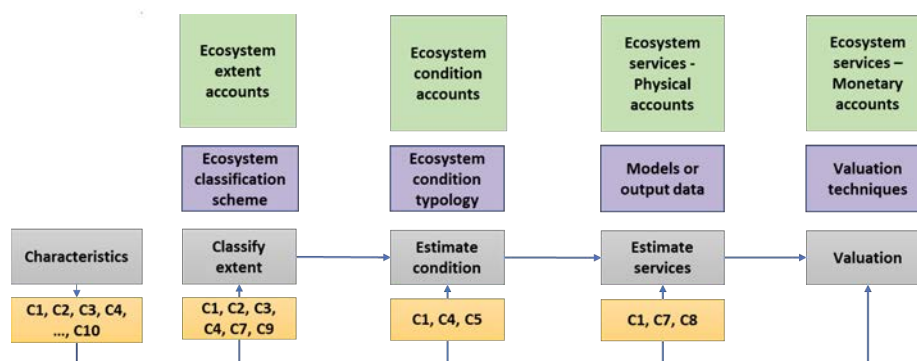 Ecosystem
extent
accounts
Ecosystem
condition
accounts
Ecosystem
services -
Physical
accounts
Ecosystem
services –
Monetary
accounts
Ecosystem
classification
scheme
Ecosystem
condition
typology
Models or
output data
Valuation
techniques
Characteristics
Classify
extent
Estimate
condition
Estimate
services
Valuation
C1, C2, C3, C4,
..., C10
C1, C2, C3,
C4, C7, C9
C1, C4, C5
C1, C7, C8